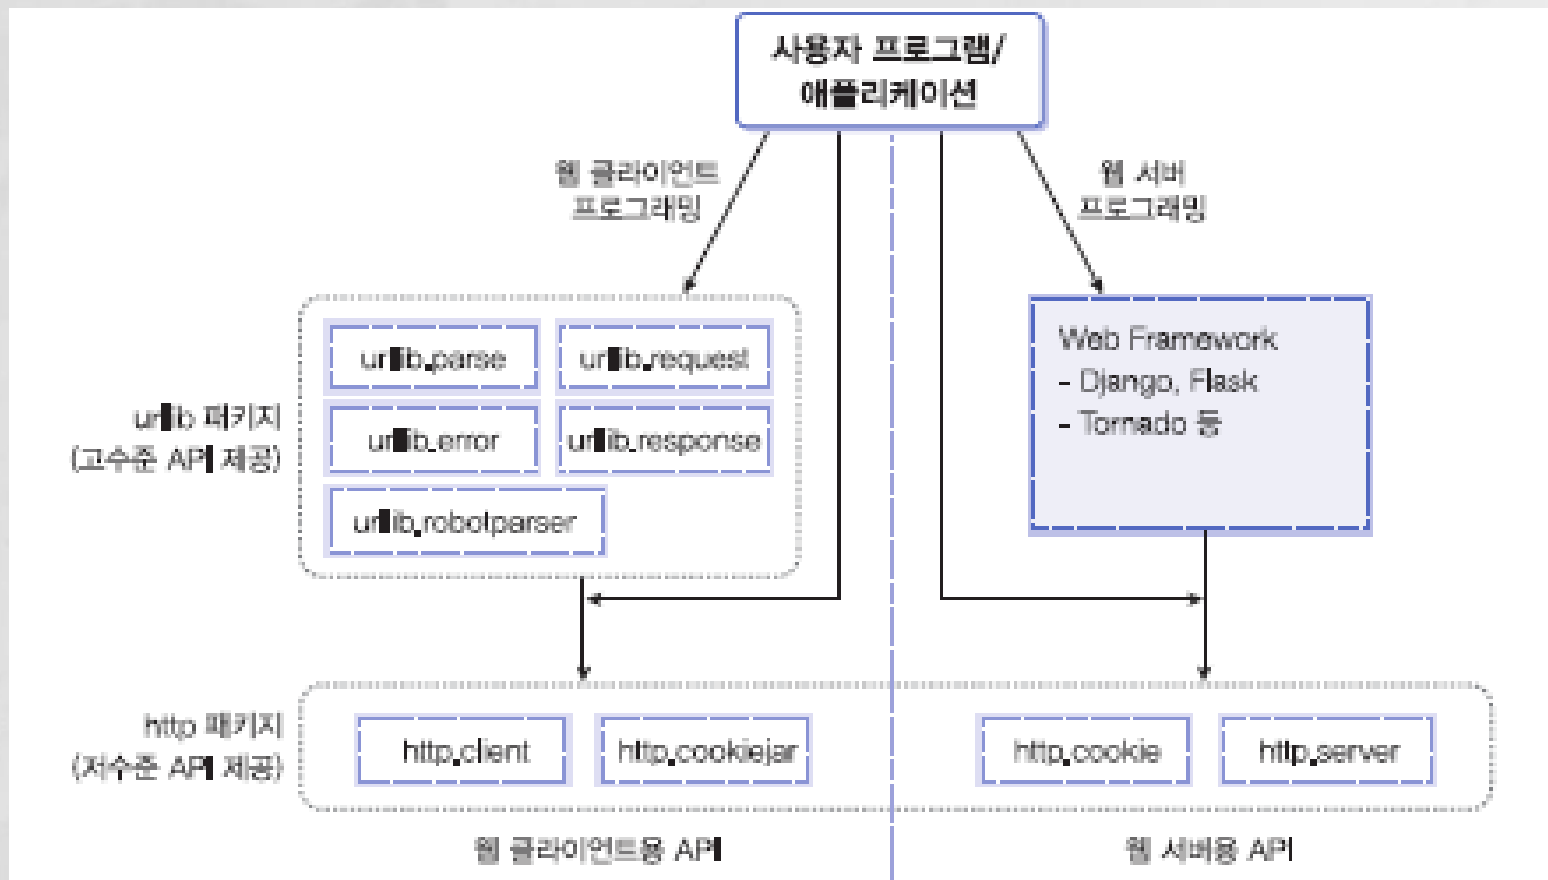 사용자 프로그램/
애플리케이션
웹 클라이언트
프로그래밍
웹 서버
프로그래밍
urllib 패키지
(고수준 API 제공)
urllib.parse
urllib.request
urllib.error
urllib.response
urllib.robotparser
Web Framework
- Django, Flask
- Tornado 등
http 패키지
(저수준 API 제공)
http.client
http.cookiejar
http.cookie
http.server
웹 클라이언트용 API
웹 서버용 API